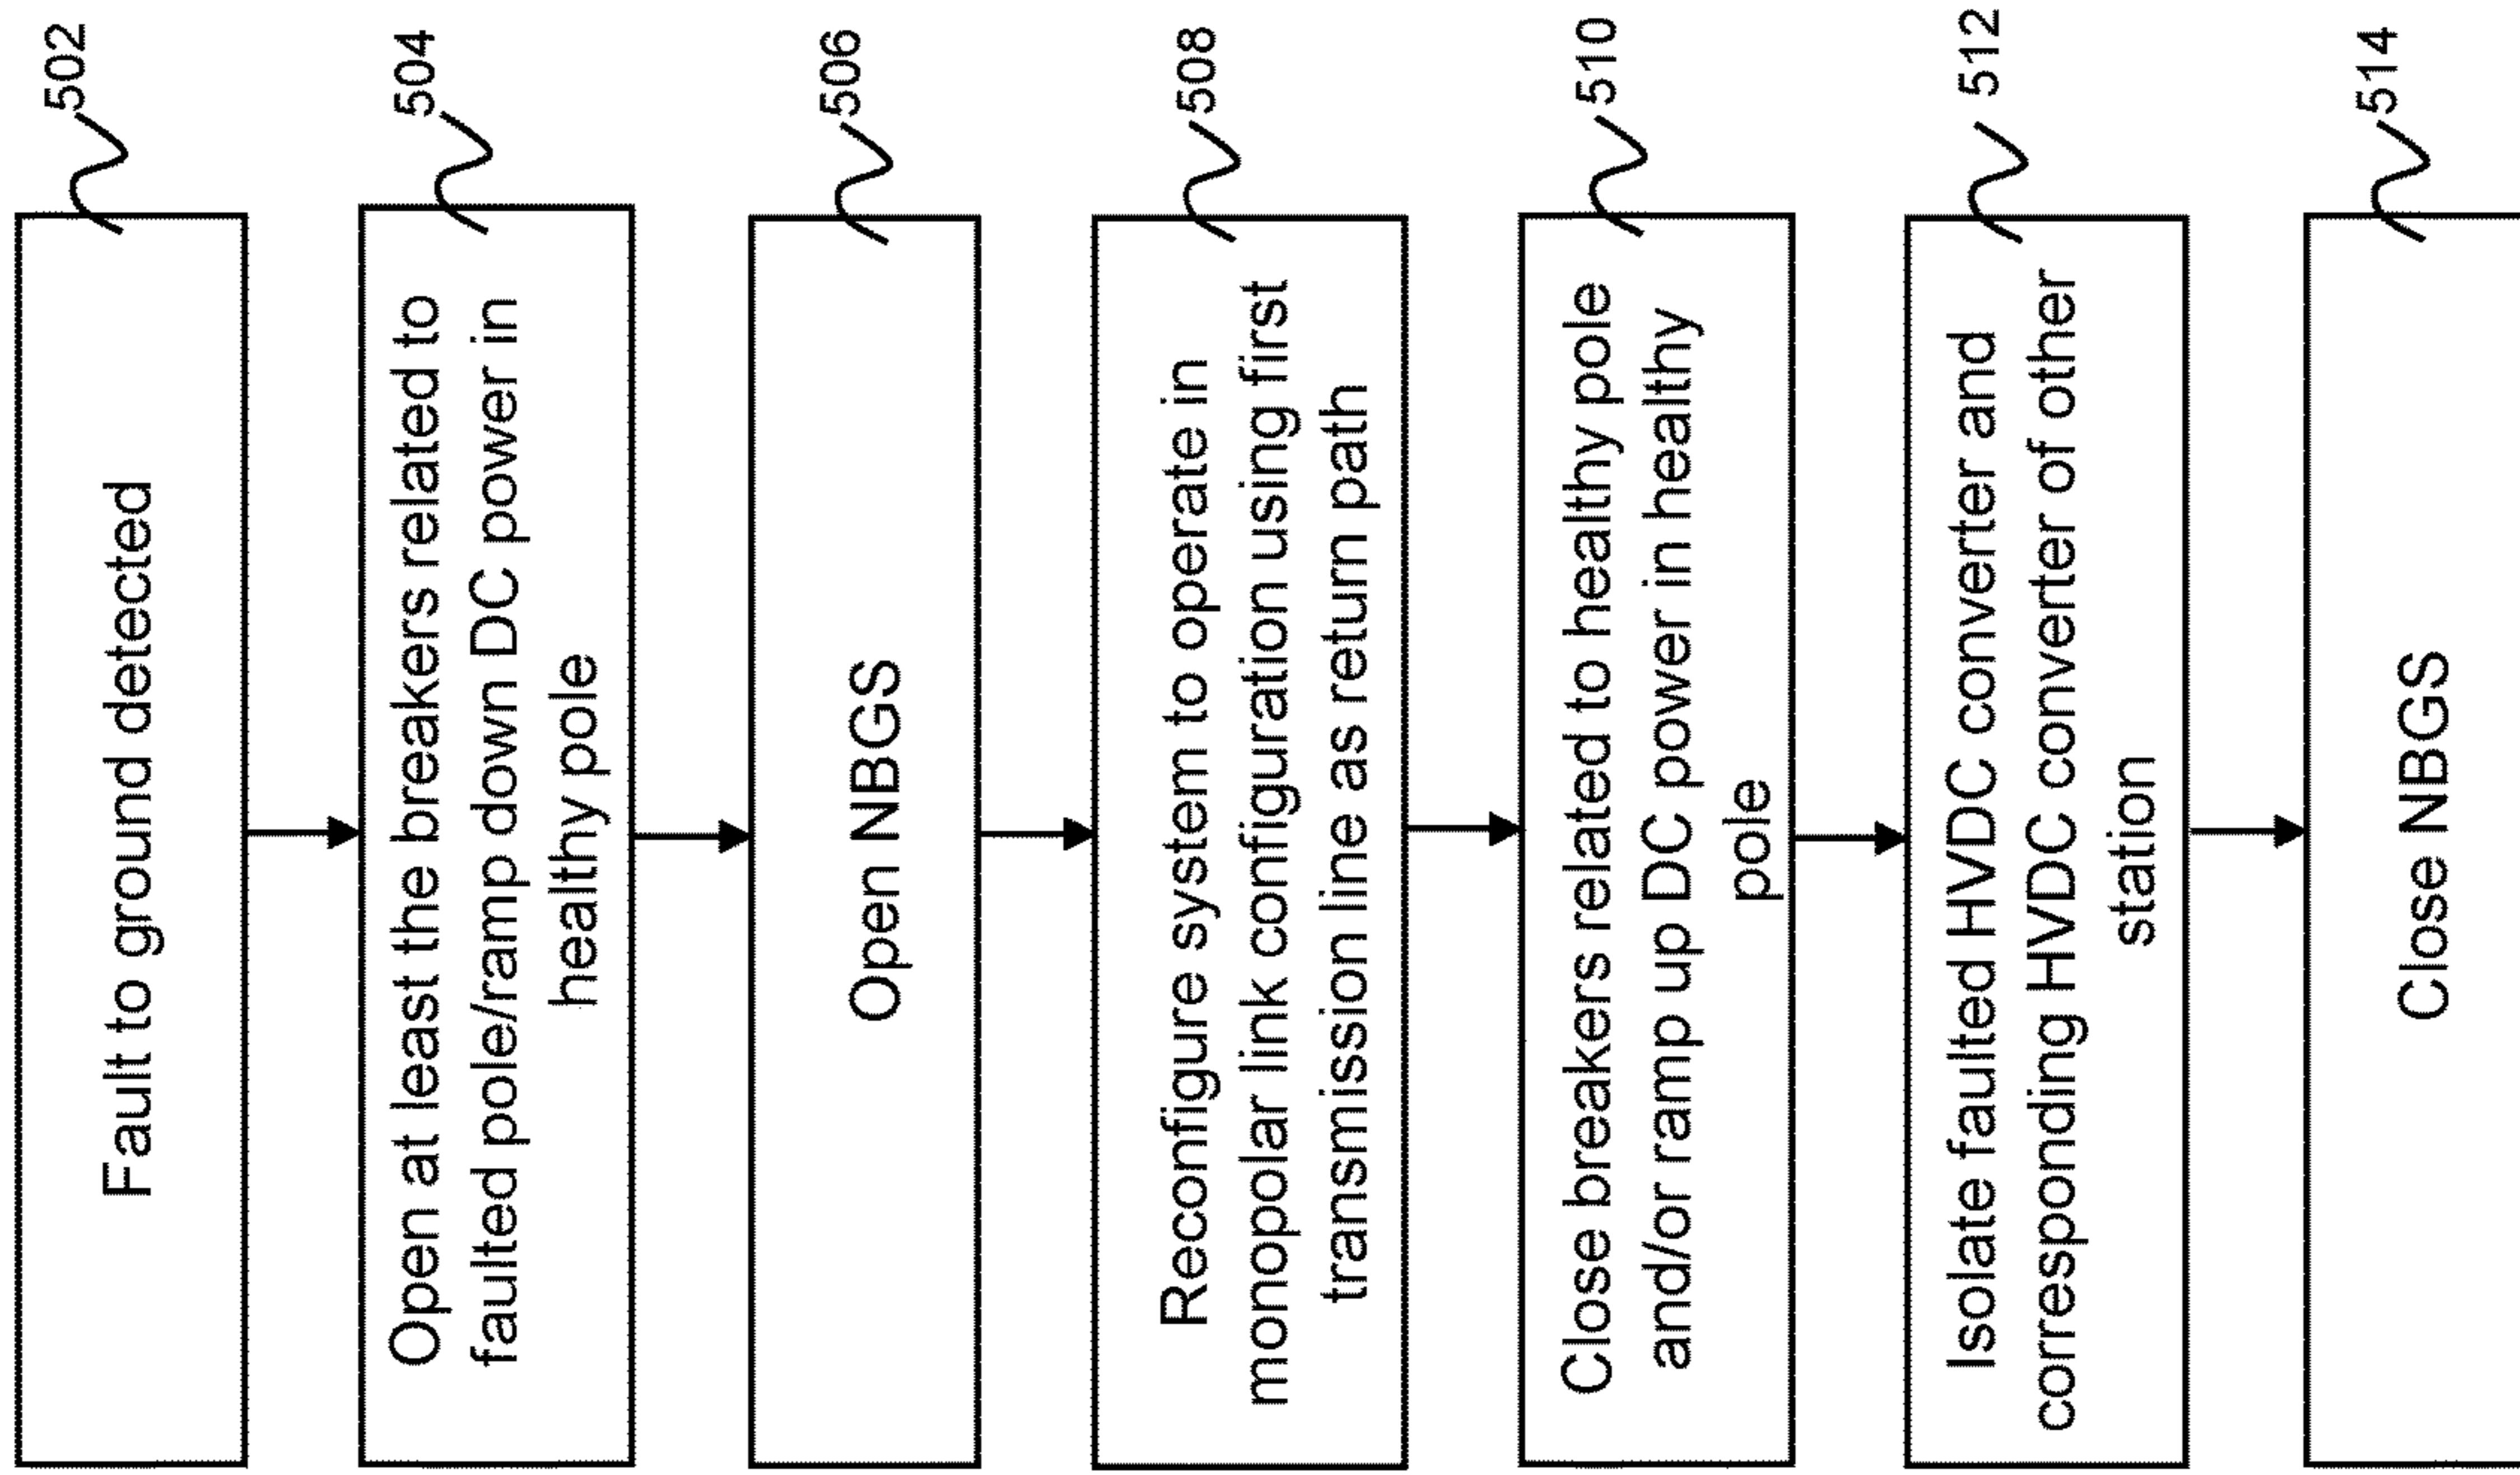 502
Fault to ground detected
504
Open at least the breakers related to
faulted pole/ramp down DC power in
healthy pole
506
Open NBGS
508
Reconfigure system to operate in
monopolar link configuration using first
transmission line as return path
510
Close breakers related to healthy pole
and/or ramp up DC power in healthy
pole
512
Isolate faulted HVDC converter and
corresponding HVDC converter of other
station
514
Close NBGS